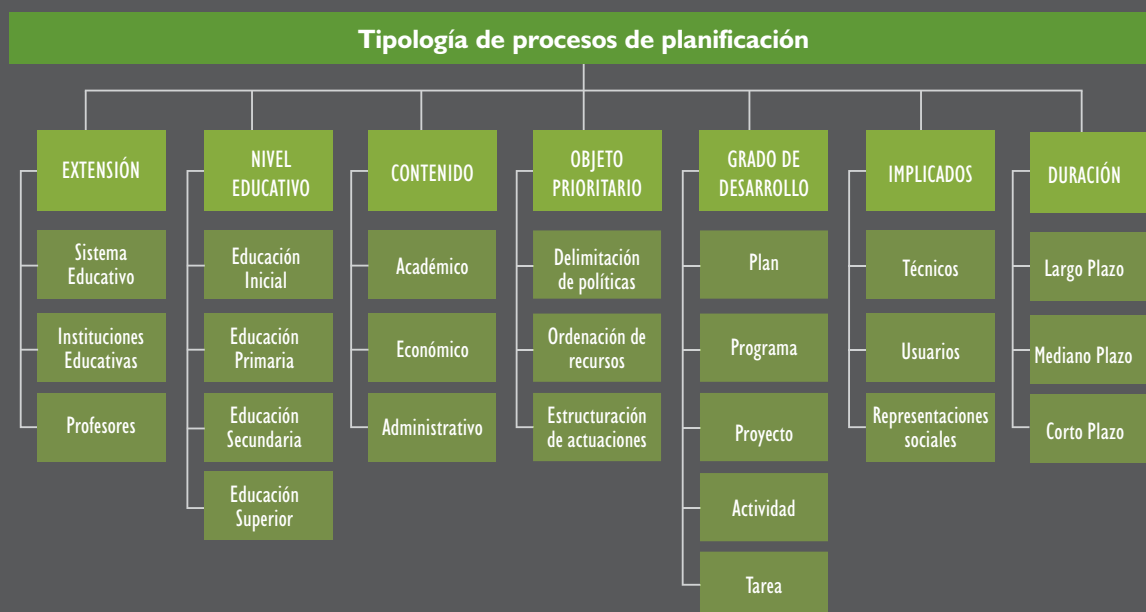 Tipología de procesos de planificación
EXTENSIÓN
Sistema
Educativo
Instituciones
Educativas
Profesores
NIVEL
EDUCATIVO
Educación
Inicial
Educación
Primaria
Educación
Secundaria
Educación
Superior
CONTENIDO
Académico
Económico
Administrativo
OBJETO
PRIORITARIO
Delimitación
de políticas
Ordenación de
recursos
Estructuración
de actuaciones
GRADO DE
DESARROLLO
Plan
Programa
Proyecto
Actividad
Tarea
IMPLICADOS
Técnicos
Usuarios
Representaciones
sociales
DURACIÓN
Largo Plazo
Mediano Plazo
Corto Plazo